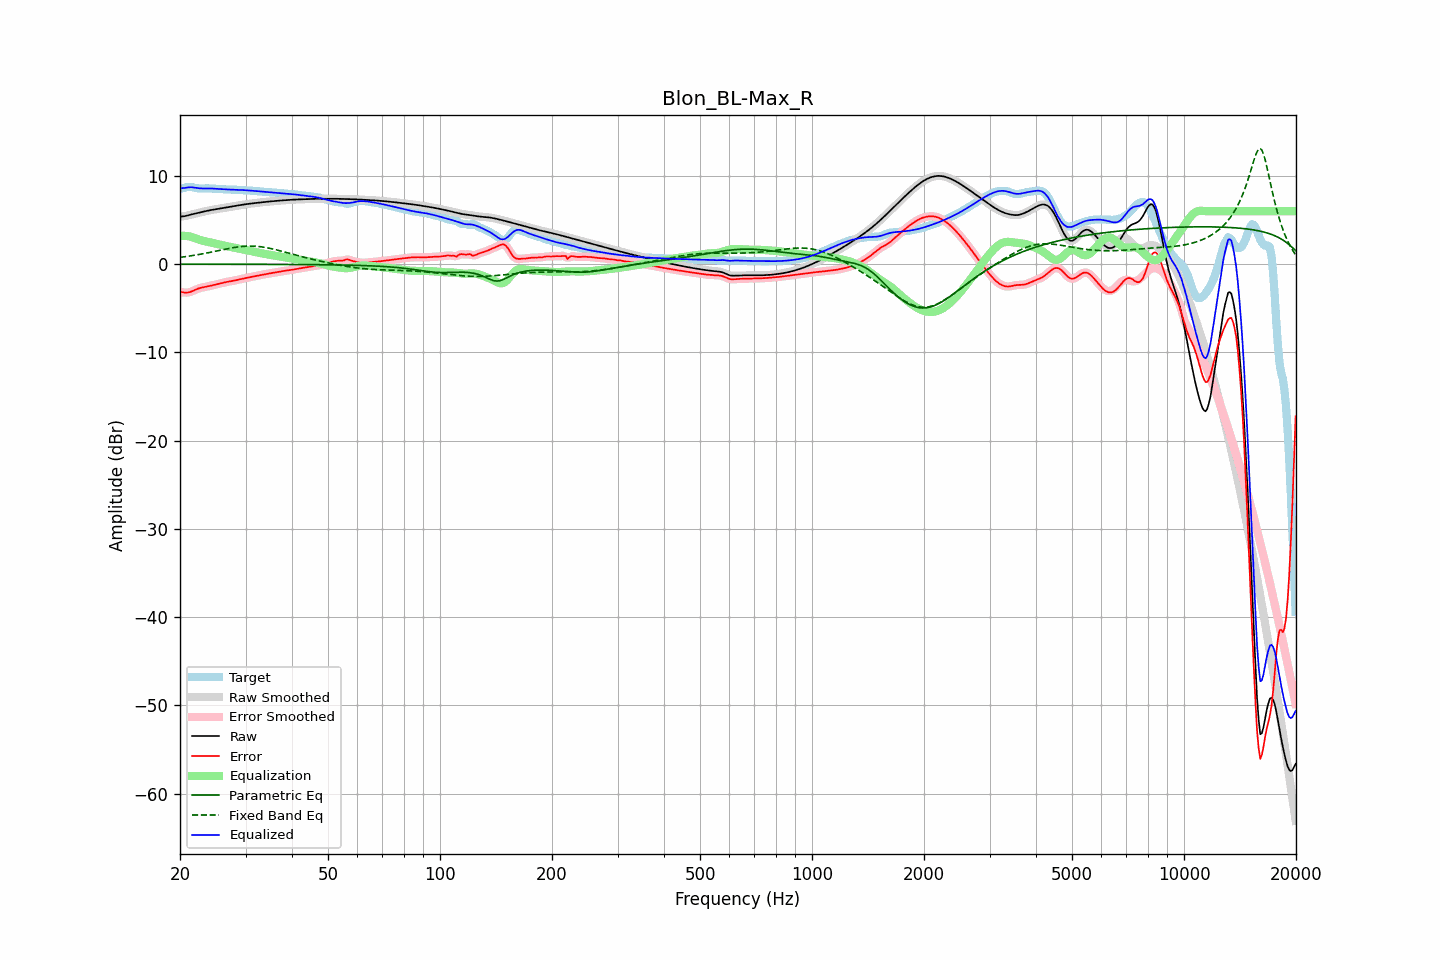 Blon_BL-Max_R
Amplitude (dBr)
10
0
−10
−20
−30
−40
−50
−60
Target
Raw Smoothed
Error Smoothed
Raw
Error
Equalization
Parametric Eq
Fixed Band Eq
Equalized
20
50
100
200
500
1000
2000
5000
10000
20000
Frequency (Hz)